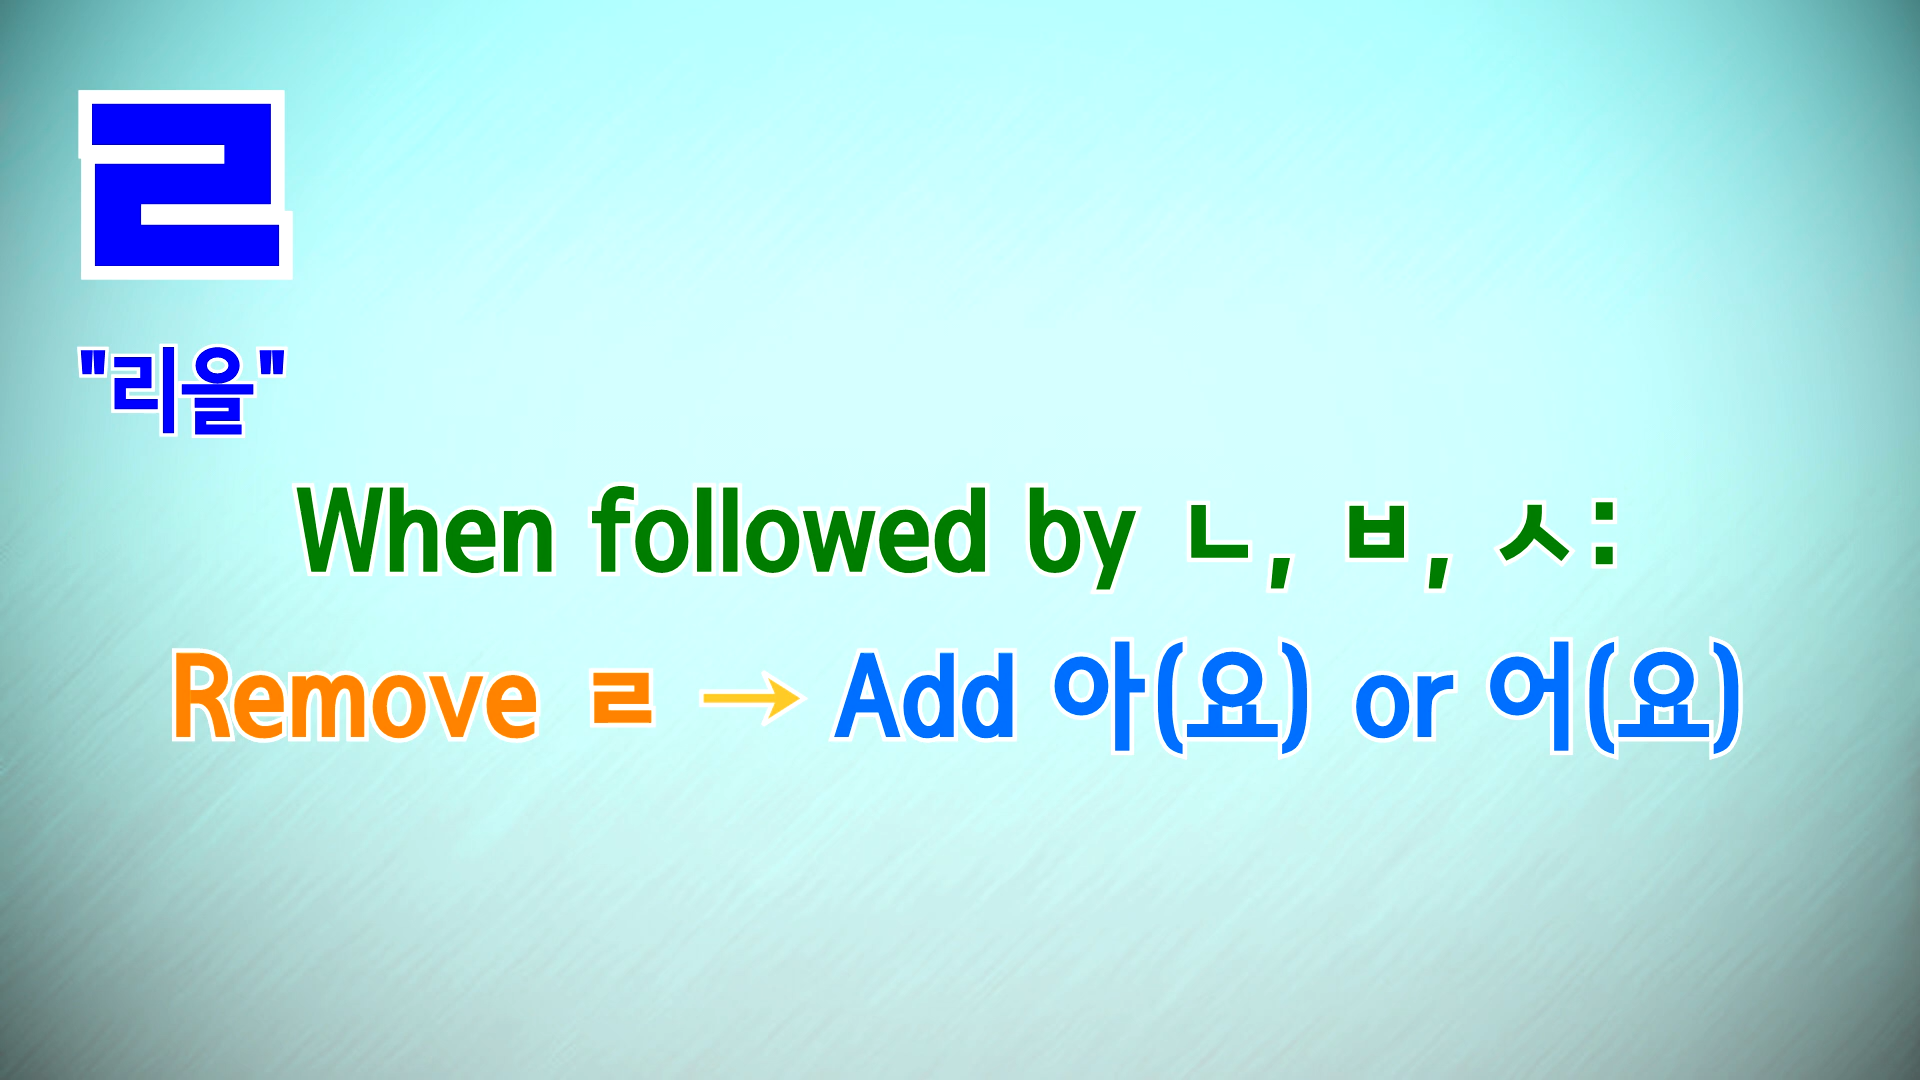 ㄹ
"리을"
When followed by ㄴ, ㅂ, ㅅ:
Remove ㄹ → Add 아(요) or 어(요)